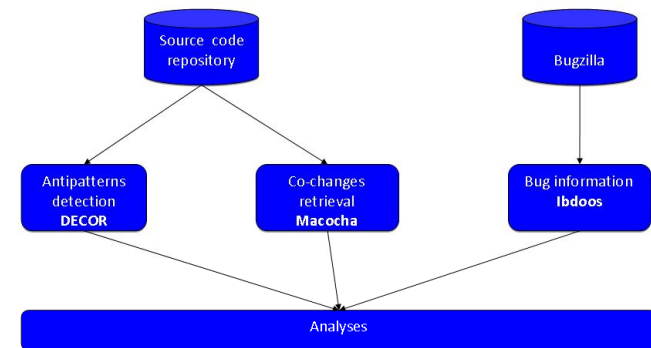 Source code
repository
Bugzilla
Antipatterns
detection
DECOR
Co-changes
retrieval
Macocha
Bug information
Ibdoos
Analyses